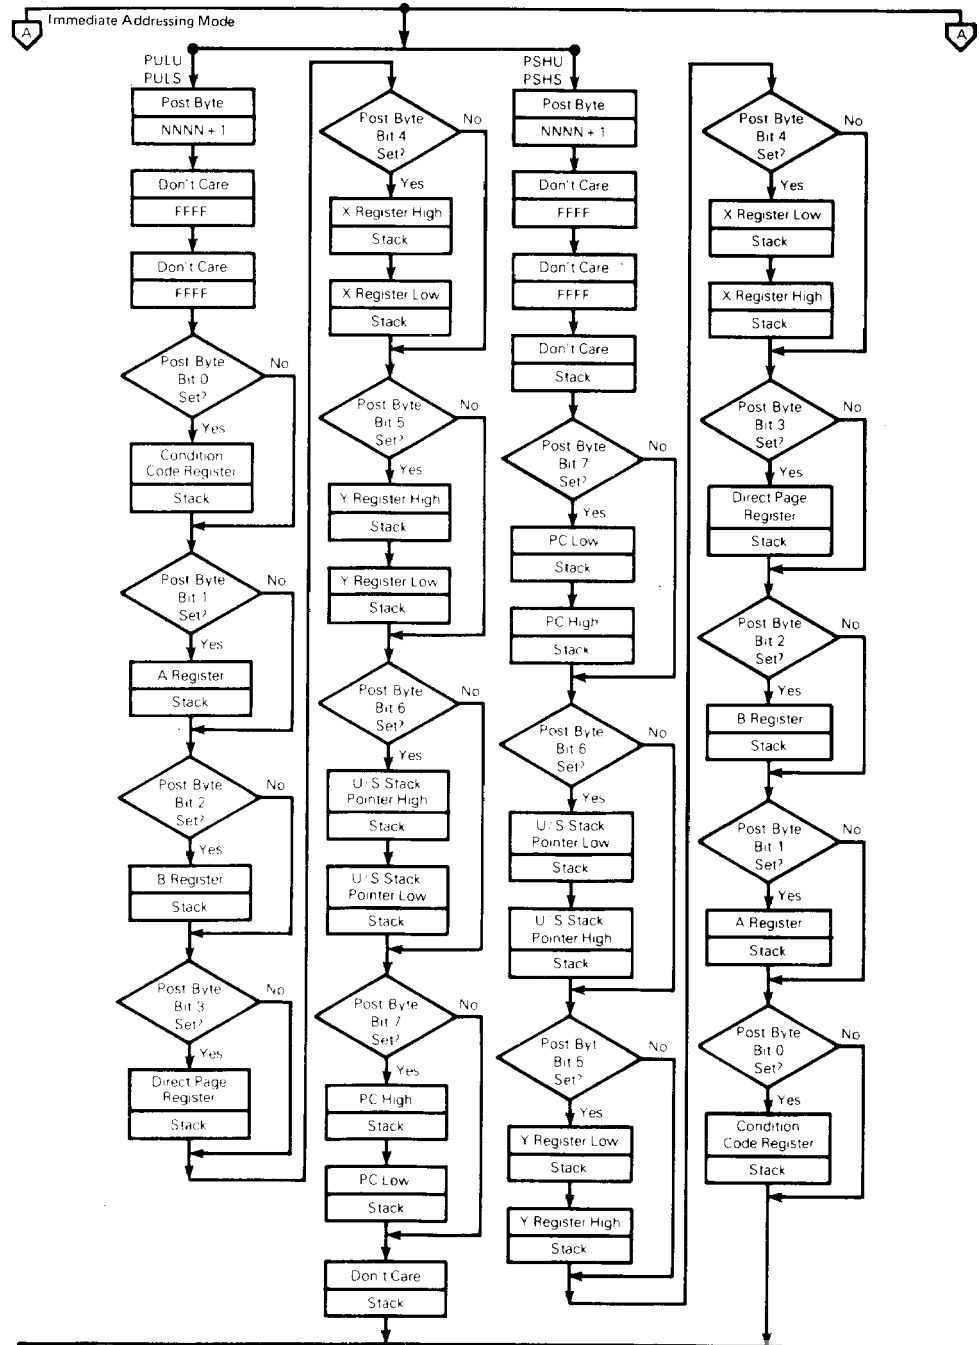 A
Immediate Addressing Mode
A
PULU
PULS
Post Byte
NNNN + 1
Don't Care
FFFF
Don't Care
FFFF
Post Byte
Bit 0
Set?
No
Yes
Condition
Code Register
Stack
Post Byte
Bit 1
Set?
No
Yes
A Register
Stack
Post Byte
Bit 2
Set?
No
Yes
B Register
Stack
Post Byte
Bit 3
Set?
No
Yes
Direct Page
Register
Stack
Post Byte
Bit 4
Set?
No
Yes
X Register High
Stack
X Register Low
Stack
Post Byte
Bit 5
Set?
No
Yes
Y Register High
Stack
Y Register Low
Stack
Post Byte
Bit 6
Set?
No
Yes
U/S Stack
Pointer High
Stack
U/S Stack
Pointer Low
Stack
Post Byte
Bit 7
Set?
No
Yes
PC High
Stack
PC Low
Stack
Don't Care
Stack
PSHU
PSHS
Post Byte
NNNN + 1
Don't Care
FFFF
Don't Care
FFFF
Don't Care
Stack
Post Byte
Bit 7
Set?
No
Yes
PC Low
Stack
PC High
Stack
Post Byte
Bit 6
Set?
No
Yes
U/S Stack
Pointer Low
Stack
U/S Stack
Pointer High
Stack
Post Byt
Bit 5
Set?
No
Yes
Y Register Low
Stack
Y Register High
Stack
Post Byte
Bit 4
Set?
No
Yes
X Register Low
Stack
X Register High
Stack
Post Byte
Bit 3
Set?
No
Yes
Direct Page
Register
Stack
Post Byte
Bit 2
Set?
No
Yes
B Register
Stack
Post Byte
Bit 1
Set?
No
Yes
A Register
Stack
Post Byte
Bit 0
Set?
No
Yes
Condition
Code Register
Stack